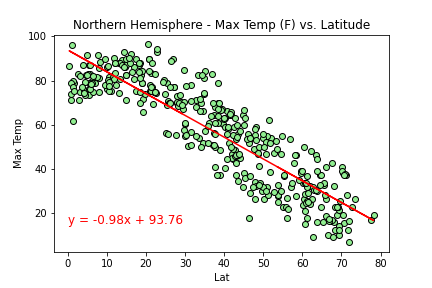 Northern Hemisphere - Max Temp (F) vs. Latitude
100
80
60
40
20
Max Temp
y = -0.98x + 93.76
0 10 20 30 40 50 60 70 80
Lat